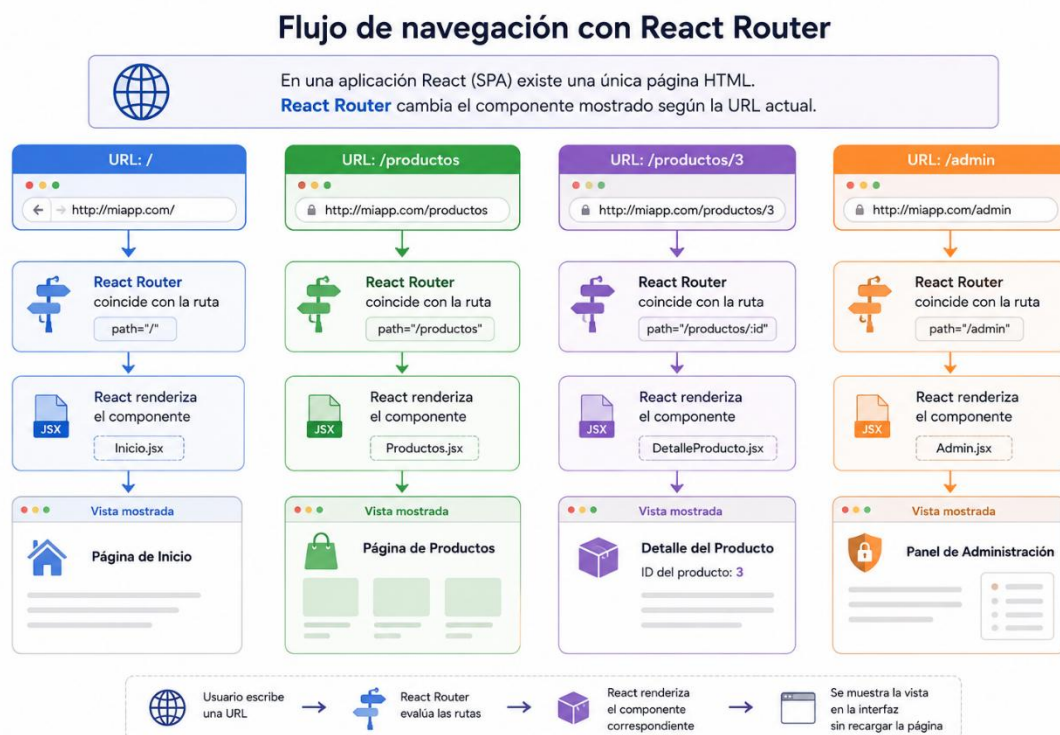 Flujo de navegación con React Router
En una aplicación React (SPA) existe una única página HTML.
React Router cambia el componente mostrado según la URL actual.
URL: /
http://miapp.com/
React Router
coincide con la ruta
path="/"
React renderiza
el componente
JSX
Inicio.jsx
Vista mostrada
Página de Inicio
URL: /productos
http://miapp.com/productos
React Router
coincide con la ruta
path="/productos"
React renderiza
el componente
JSX
Productos.jsx
Vista mostrada
Página de Productos
URL: /productos/3
http://miapp.com/productos/3
React Router
coincide con la ruta
path="/productos/:id"
React renderiza
el componente
JSX
DetalleProducto.jsx
Vista mostrada
Detalle del Producto
ID del producto: 3
URL: /admin
http://miapp.com/admin
React Router
coincide con la ruta
path="/admin"
React renderiza
el componente
JSX
Admin.jsx
Vista mostrada
Panel de Administración
Usuario escribe
una URL
React Router
evalúa las rutas
React renderiza
el componente
correspondiente
Se muestra la vista
en la interfaz
sin recargar la página